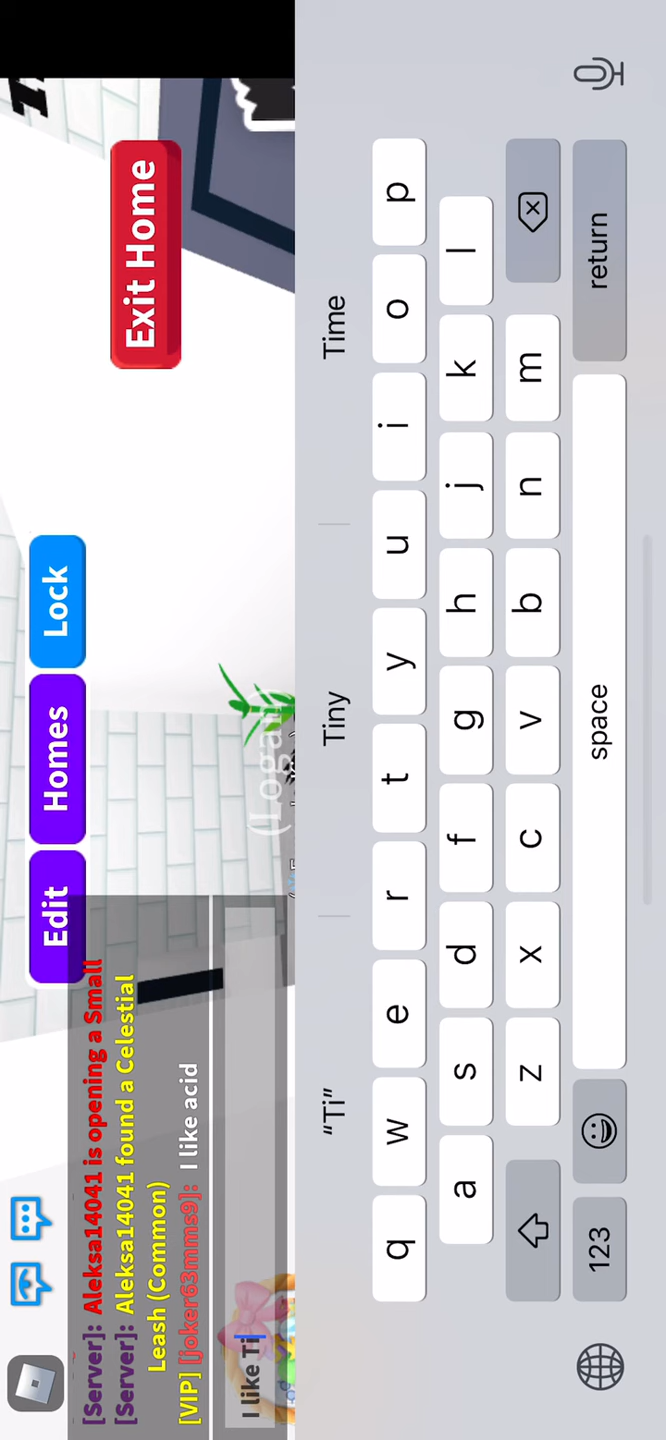 Edit
Homes
Lock
Exit Home
[Server]: Aleksa14041 is opening a Small
[Server]: Aleksa14041 found a Celestial
Leash (Common)
[VIP] [joker63mms9]: I like acid
(Logan)
I like Ti
“Ti”
Tiny
Time
q w e r t y u i o p
a s d f g h j k l
z x c v b n m
123
space
return